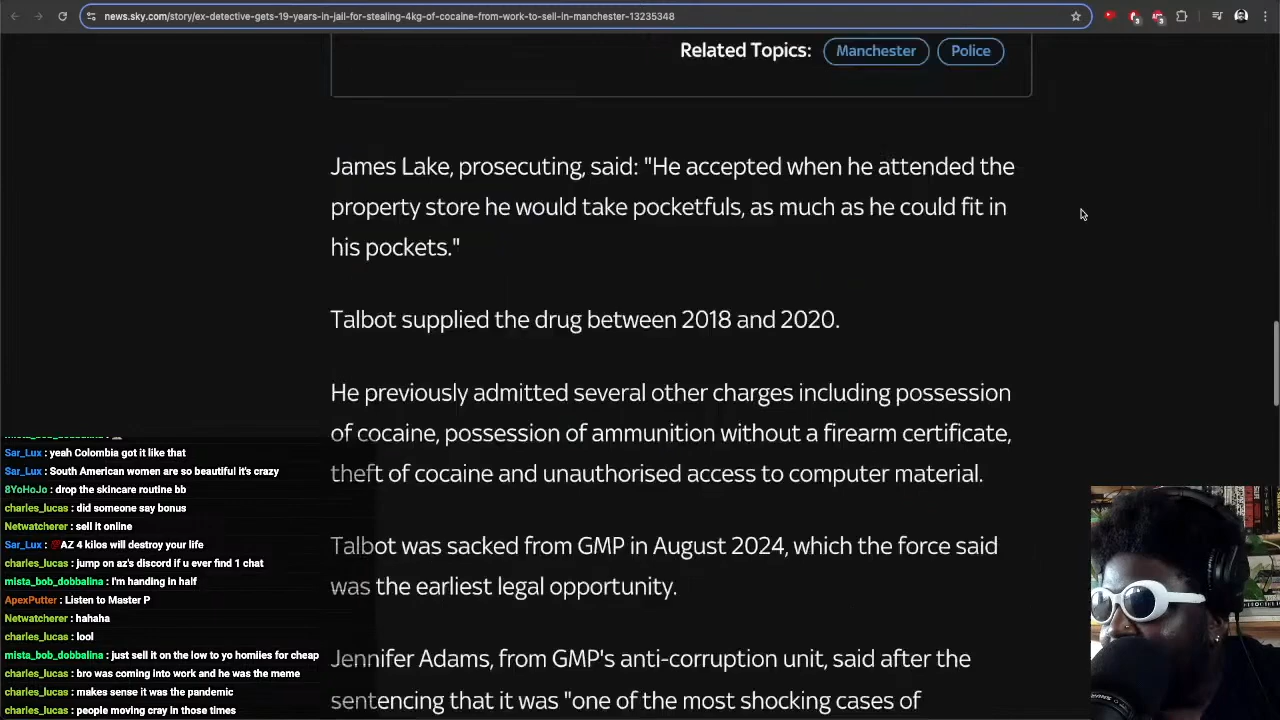 news.sky.com/story/ex-detective-gets-19-years-in-jail-for-stealing-4kg-of-cocaine-from-work-to-sell-in-manchester-13235348
Related Topics: Manchester Police
James Lake, prosecuting, said: "He accepted when he attended the
property store he would take pocketfuls, as much as he could fit in
his pockets."
Talbot supplied the drug between 2018 and 2020.
He previously admitted several other charges including possession
of cocaine, possession of ammunition without a firearm certificate,
theft of cocaine and unauthorised access to computer material.
Talbot was sacked from GMP in August 2024, which the force said
was the earliest legal opportunity.
Jennifer Adams, from GMP's anti-corruption unit, said after the
sentencing that it was "one of the most shocking cases of
Sar_Lux : yeah Colombia got it like that
Sar_Lux : South American women are so beautiful it's crazy
8YoHoJo : drop the skincare routine bb
charles_lucas : did someone say bonus
Netwatcherer : sell it online
Sar_Lux : 💯AZ 4 kilos will destroy your life
charles_lucas : jump on az's discord if u ever find 1 chat
mista_bob_dobbalina : I'm handing in half
ApexPutter : Listen to Master P
Netwatcherer : hahaha
charles_lucas : lool
mista_bob_dobbalina : just sell it on the low to yo homiies for cheap
charles_lucas : bro was coming into work and he was the meme
charles_lucas : makes sense it was the pandemic
charles_lucas : people moving cray in those times